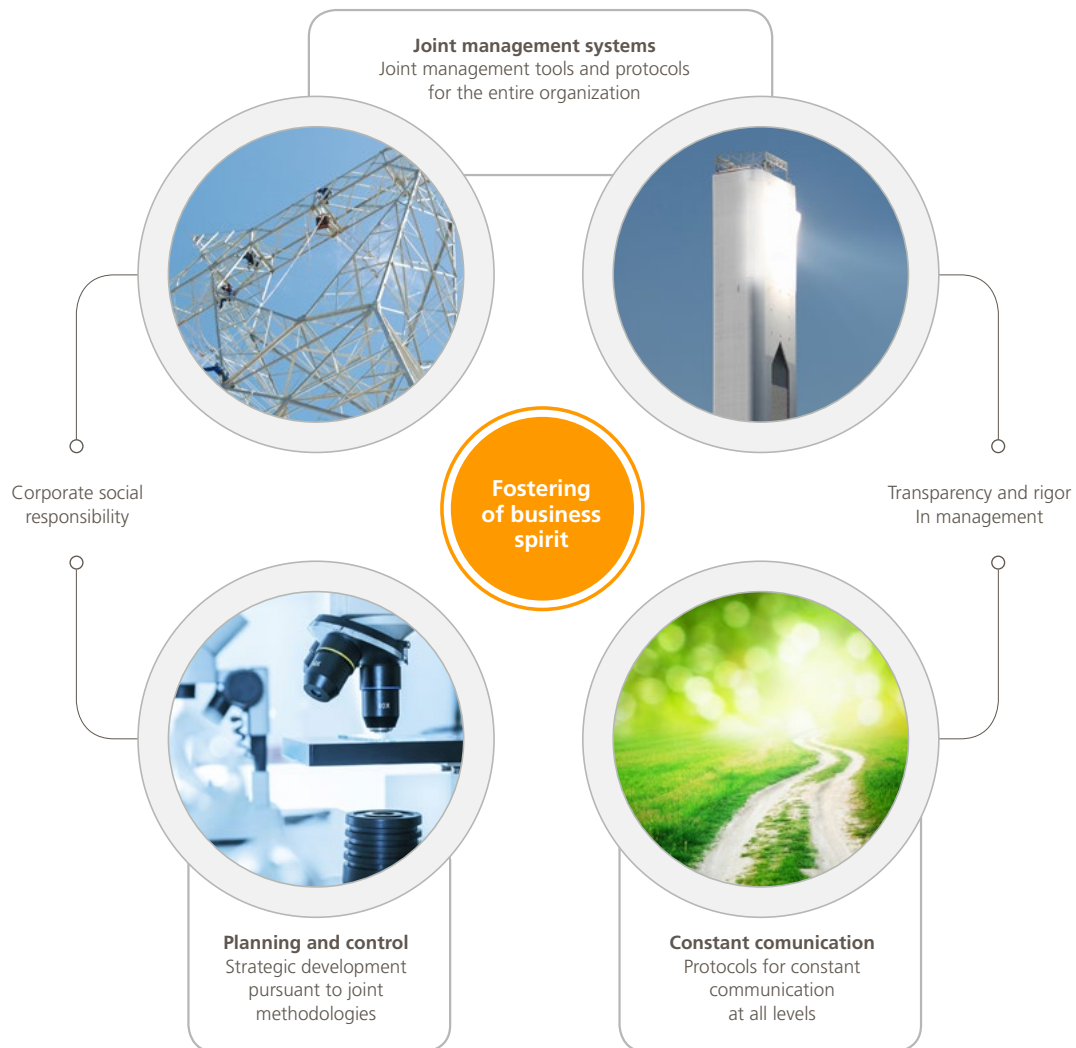 Joint management systems
Joint management tools and protocols
for the entire organization
Corporate social
responsibility
Fostering
of business
spirit
Transparency and rigor
In management
Planning and control
Strategic development
pursuant to joint
methodologies
Constant comunication
Protocols for constant
communication
at all levels